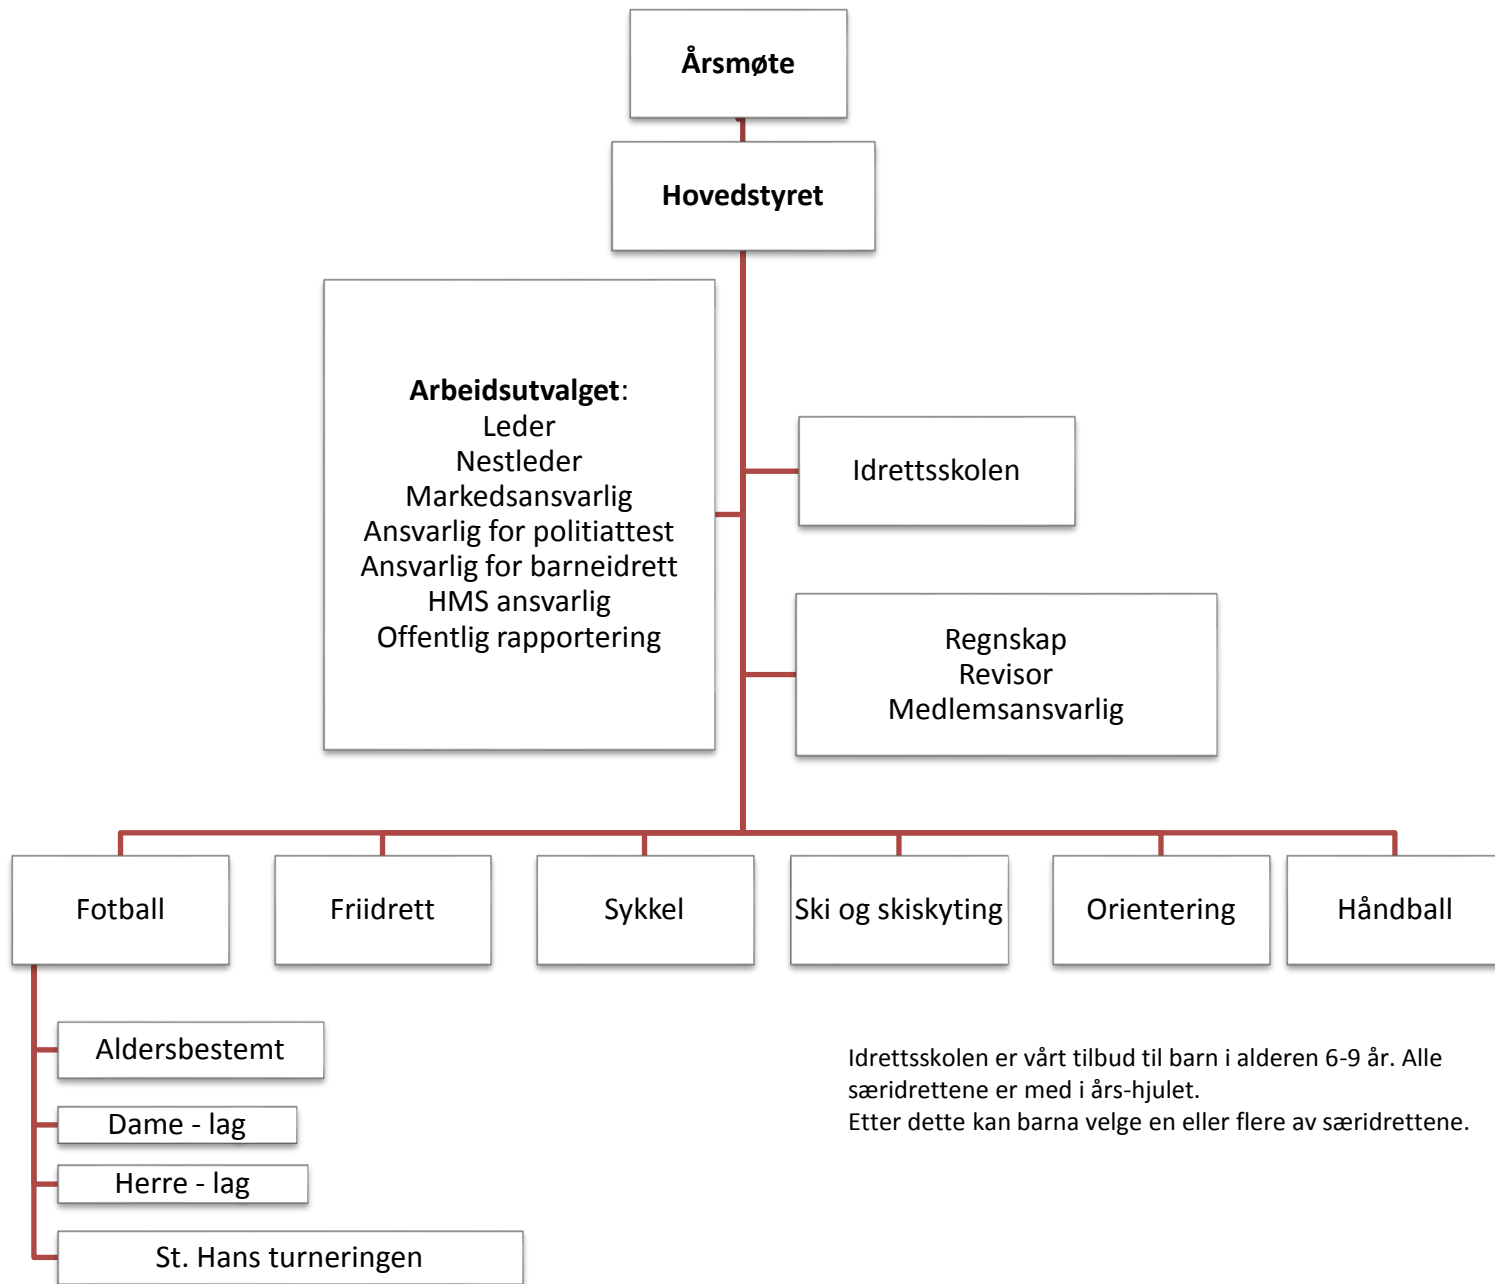 Årsmøte
Hovedstyret
Arbeidsutvalget:
Leder
Nestleder
Markedsansvarlig
Ansvarlig for politiattest
Ansvarlig for barneidrett
HMS ansvarlig
Offentlig rapportering
Idrettsskolen
Regnskap
Revisor
Medlemsansvarlig
Fotball
Friidrett
Sykkel
Ski og skiskyting
Orientering
Håndball
Aldersbestemt
Dame - lag
Herre - lag
St. Hans turneringen
Idrettsskolen er vårt tilbud til barn i alderen 6-9 år. Alle
særidrettene er med i års-hjulet.
Etter dette kan barna velge en eller flere av særidrettene.